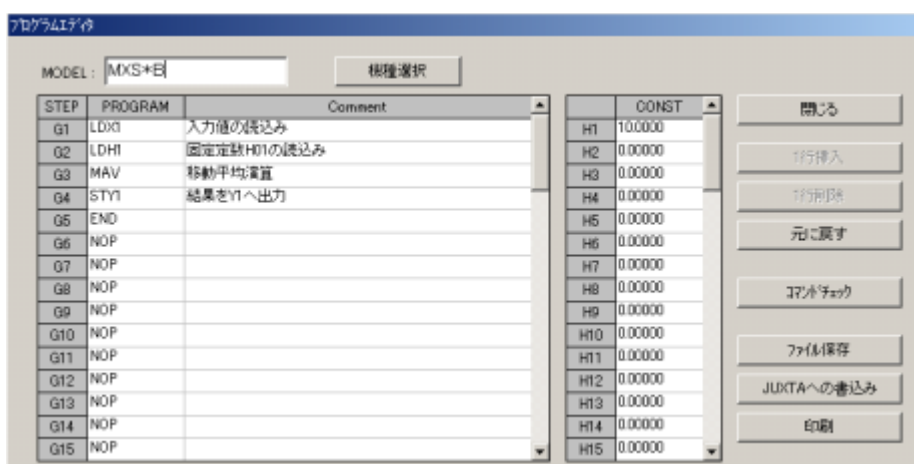 プログラムエディタ
MODEL : MXS*B 機種選択
STEP PROGRAM Comment CONST 閉じる
G1 LDX1 入力値の読込み H1 10.0000
G2 LDH1 固定定数H01の読込み H2 0.00000 1行挿入
G3 MAV 移動平均演算 H3 0.00000
G4 STY1 結果をY1へ出力 H4 0.00000 1行削除
G5 END H5 0.00000
G6 NOP H6 0.00000 元に戻す
G7 NOP H7 0.00000
G8 NOP H8 0.00000 コマンドチェック
G9 NOP H9 0.00000
G10 NOP H10 0.00000
G11 NOP H11 0.00000 ファイル保存
G12 NOP H12 0.00000
G13 NOP H13 0.00000 JUXTAへの書込み
G14 NOP H14 0.00000 印刷
G15 NOP H15 0.00000